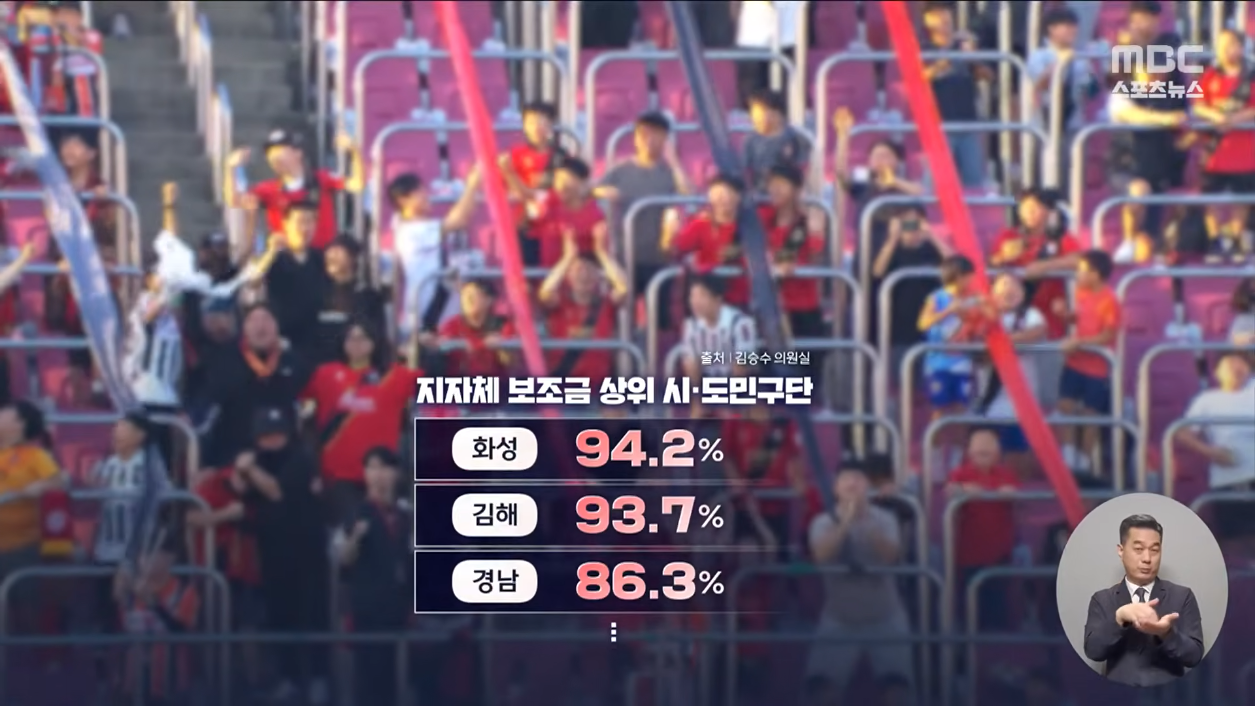 MBC
스포츠뉴스
출처 | 김승수 의원실
지자체 보조금 상위 시·도민구단
화성 94.2%
김해 93.7%
경남 86.3%
⋮